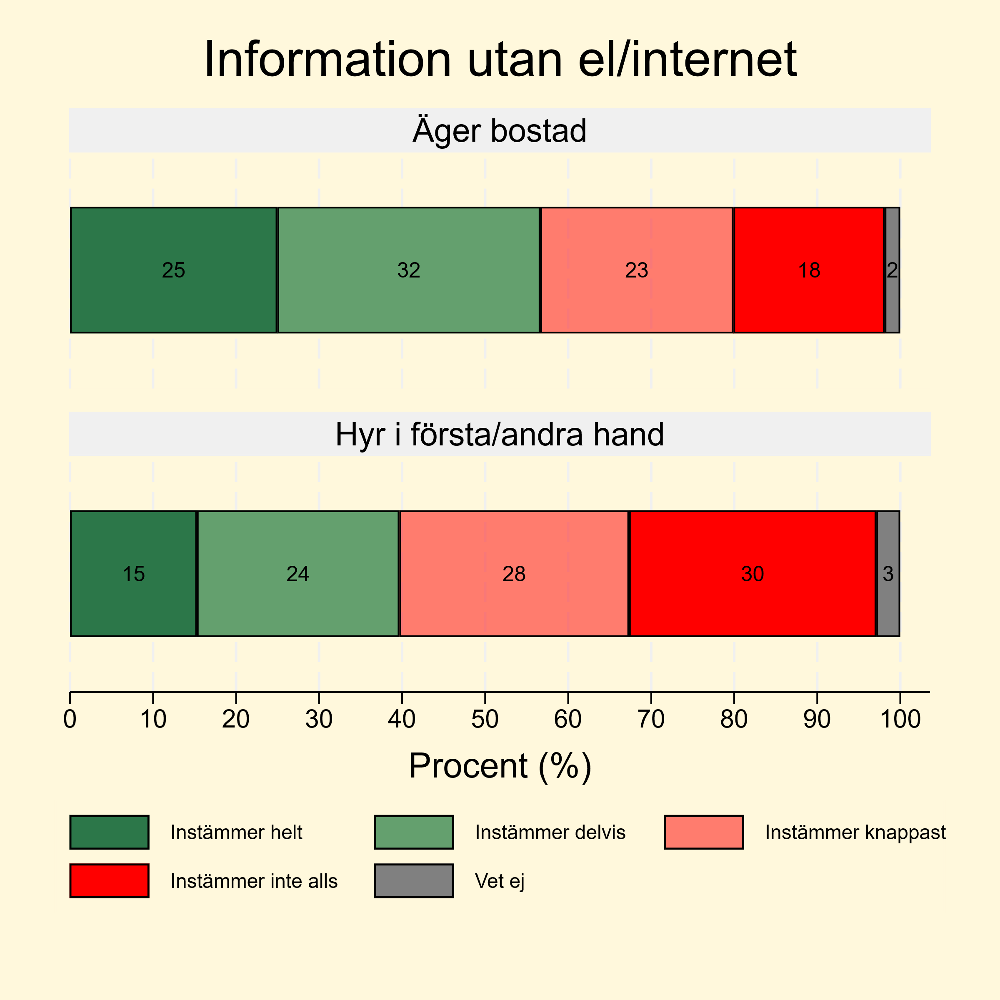 Information utan el/internet
Äger bostad
25 32 23 18 2
Hyr i första/andra hand
15 24 28 30 3
0 10 20 30 40 50 60 70 80 90 100
Procent (%)
Instämmer helt Instämmer delvis Instämmer knappast
Instämmer inte alls Vet ej